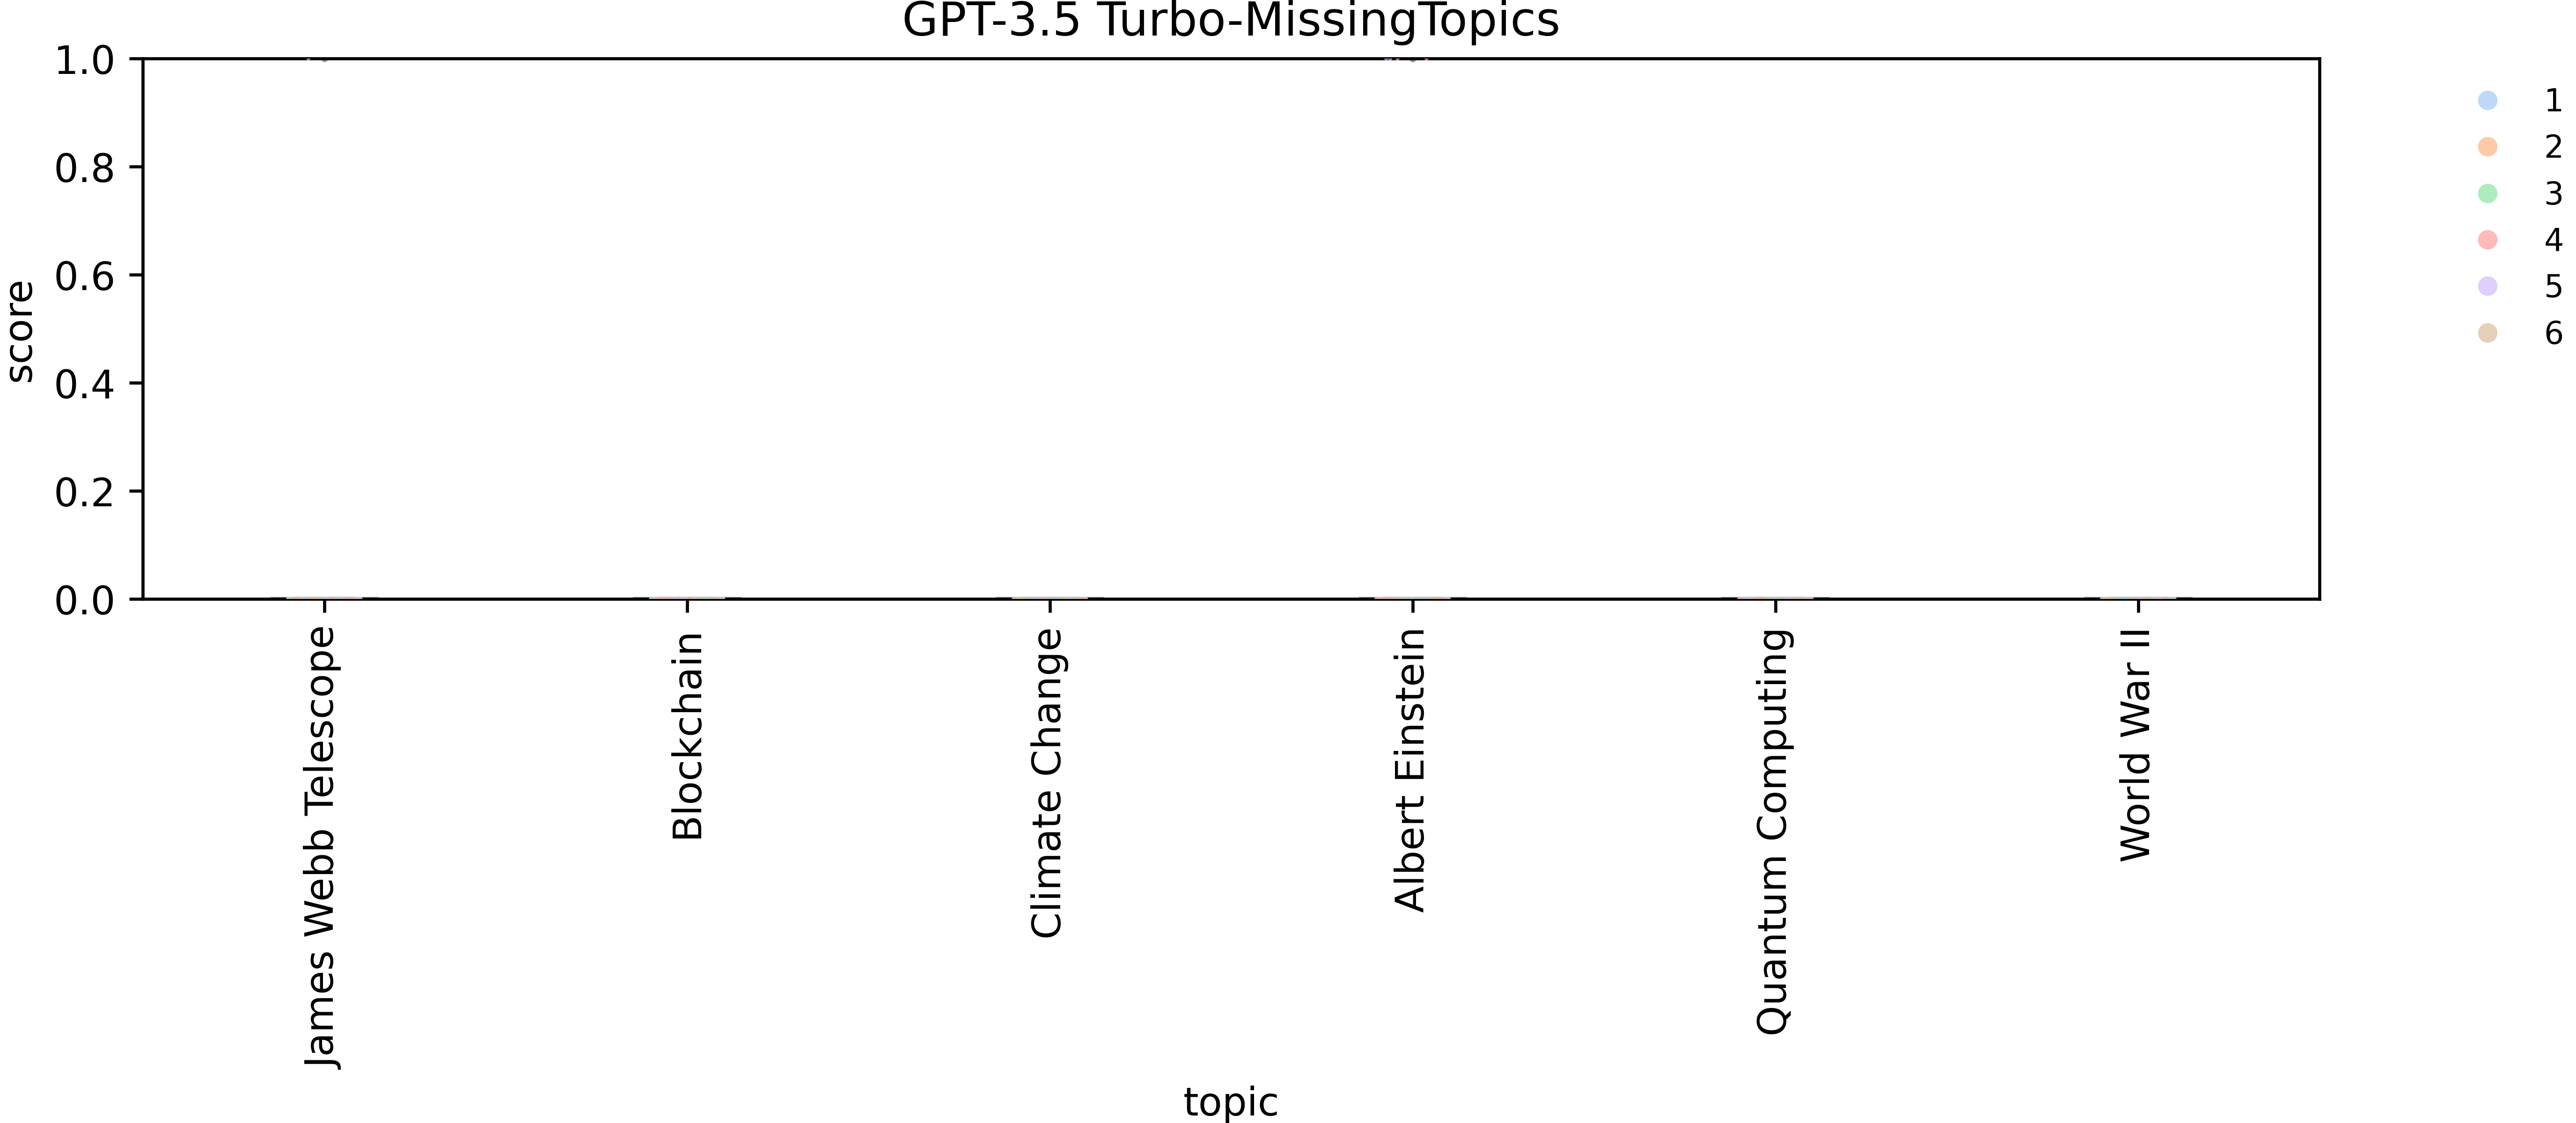 GPT-3.5 Turbo-MissingTopics
1.0
0.8
0.6
0.4
0.2
0.0
score
James Webb Telescope
Blockchain
Climate Change
Albert Einstein
Quantum Computing
World War II
topic
1
2
3
4
5
6